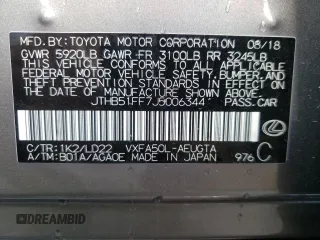 MFD. BY: TOYOTA MOTOR CORPORATION 08/18
GVWR 5920LB GAWR FR 3100LB RR 3245LB
THIS VEHICLE CONFORMS TO ALL APPLICABLE
FEDERAL MOTOR VEHICLE SAFETY, BUMPER, AND
THEFT PREVENTION STANDARDS IN EFFECT ON
THE DATE OF MANUFACTURE SHOWN ABOVE.
JTHB51FF7J9006344 PASS.CAR
C/TR: 1K2/LD22 VXFA50L-AEUGTA
A/TM: B01A/AGA0E MADE IN JAPAN 976 C
DREAMBID